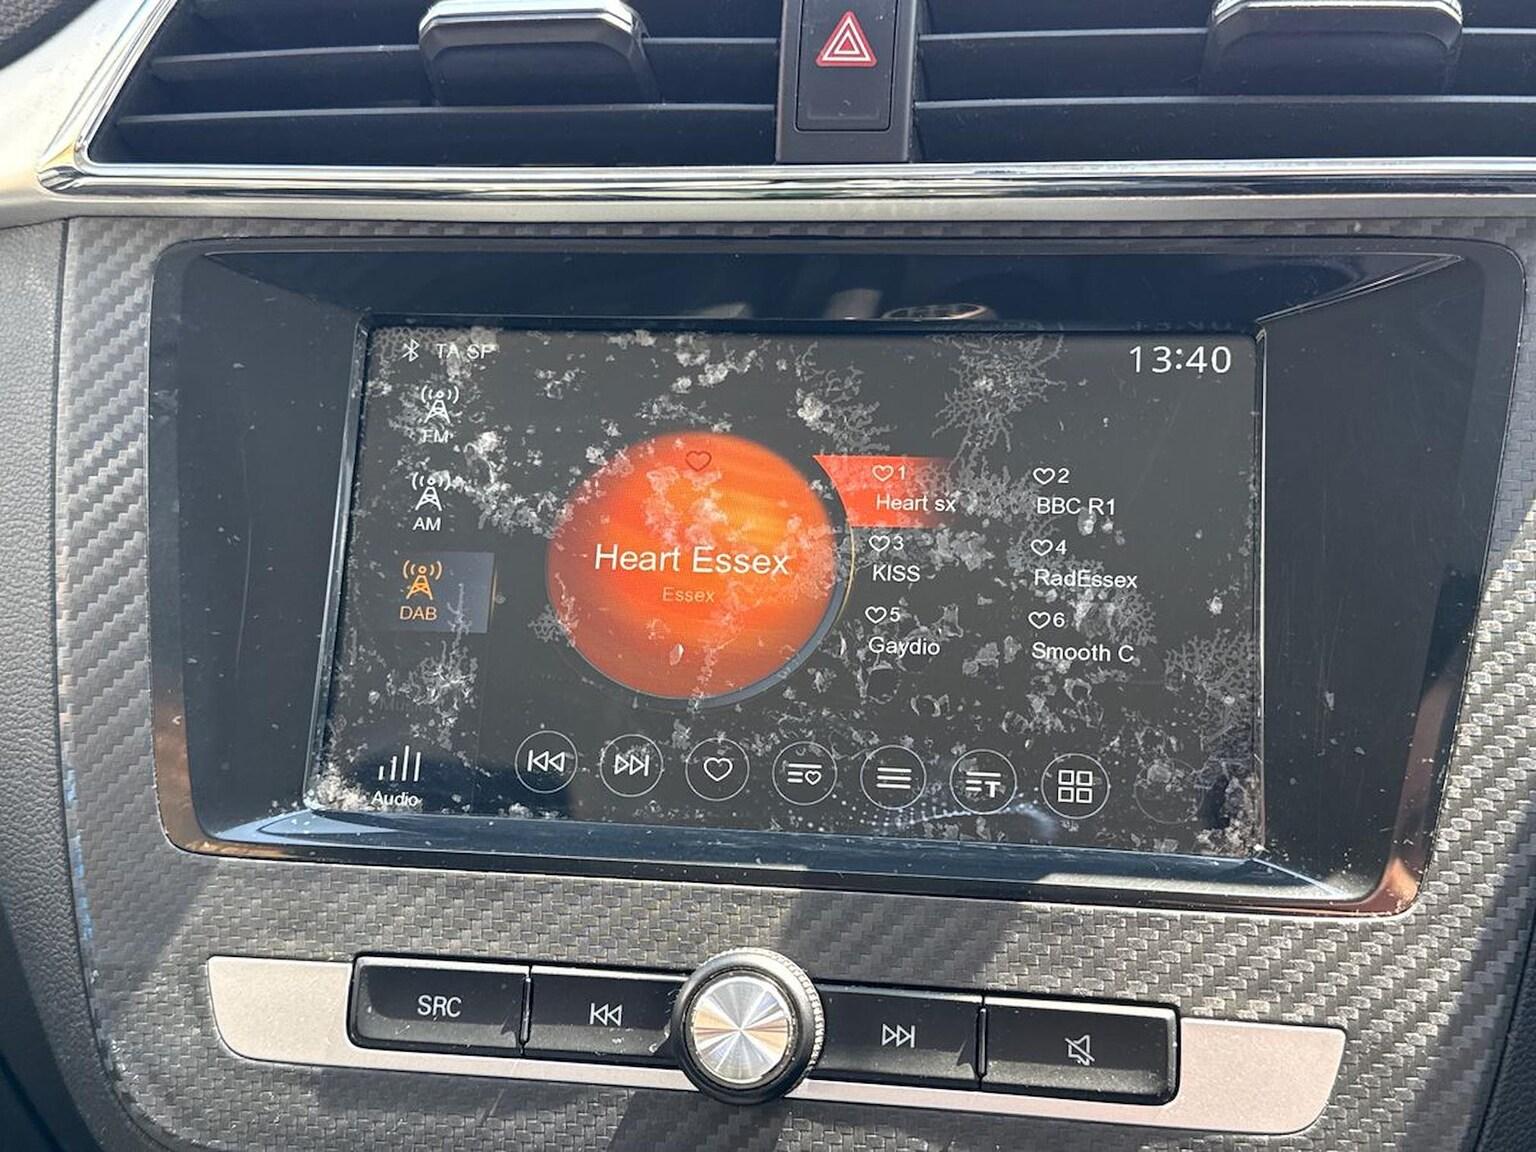 TA SF
13:40
FM
AM
DAB
Audio
Heart Essex
Essex
1
Heart sx
2
BBC R1
3
KISS
4
RadEssex
5
Gaydio
6
Smooth C
SRC